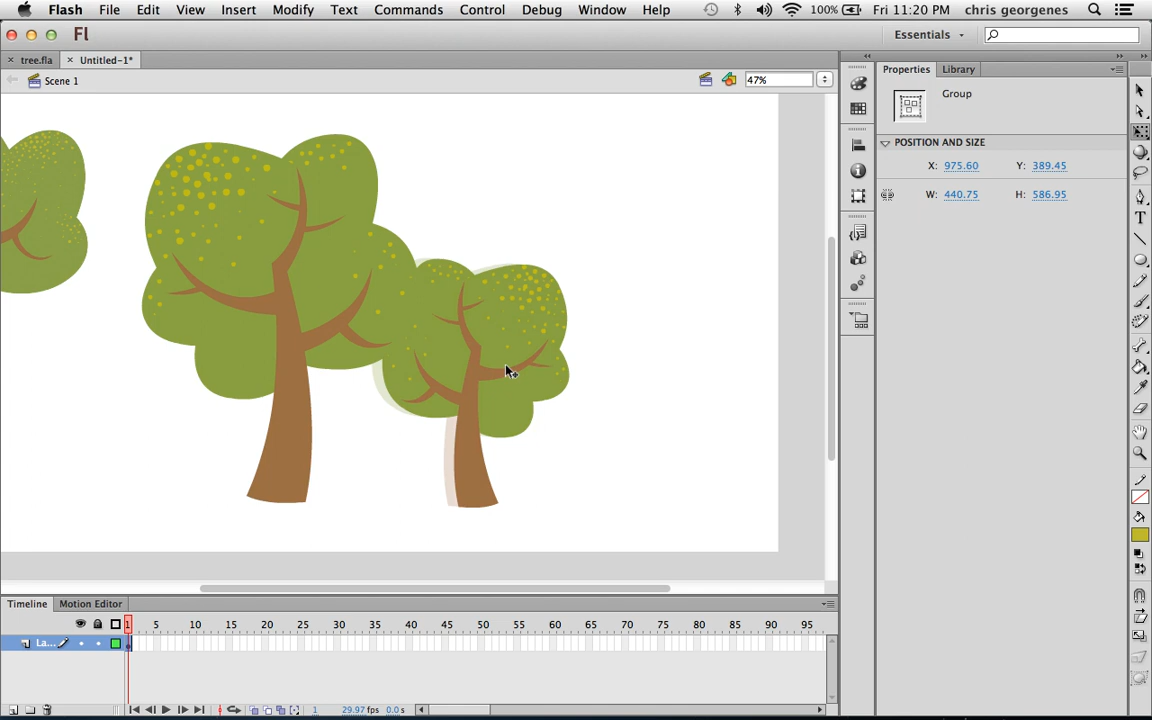 Flash File Edit View Insert Modify Text Commands Control Debug Window Help 100% Fri 11:20 PM chris georgenes
Fl Essentials
× tree.fla × Untitled-1*
Scene 1 47%
Properties Library
Group
POSITION AND SIZE
X: 975.60 Y: 389.45
W: 440.75 H: 586.95
T
Timeline Motion Editor
1 5 10 15 20 25 30 35 40 45 50 55 60 65 70 75 80 85 90 95
La...
1 29.97 fps 0.0 s